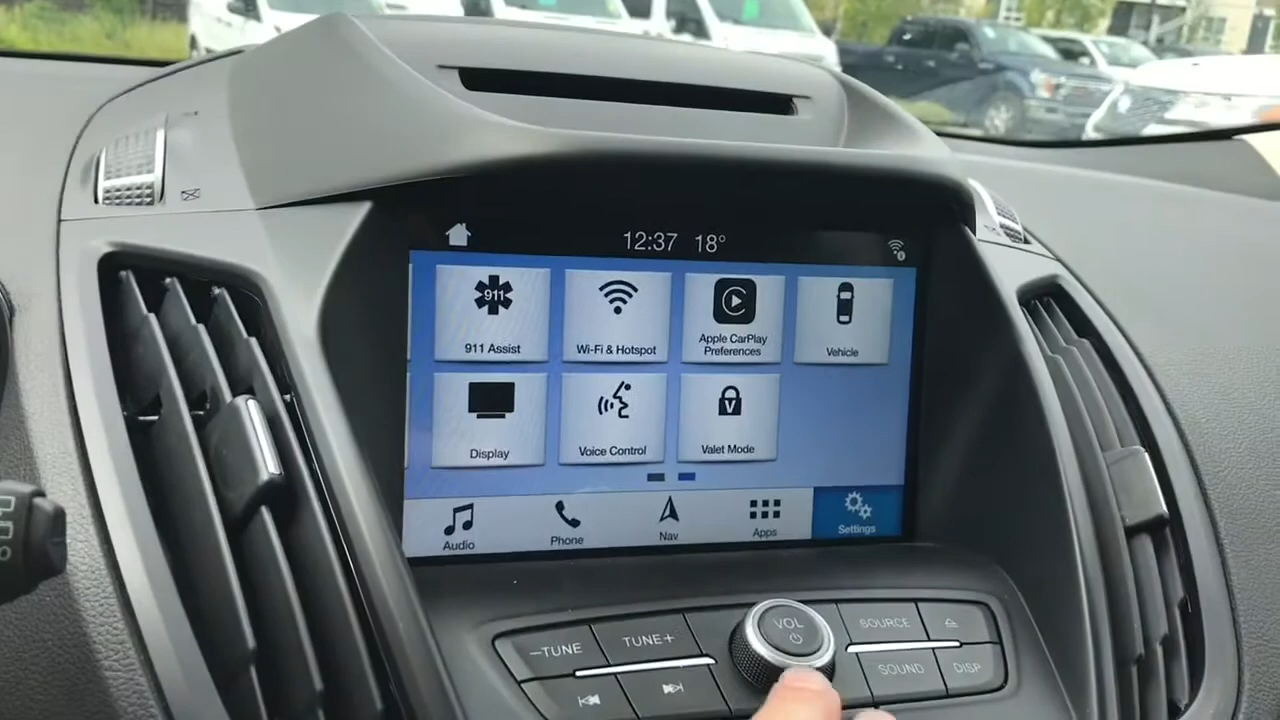 12:37 18°
911
911 Assist
Wi-Fi & Hotspot
Apple CarPlay
Preferences
Vehicle
Display
Voice Control
V
Valet Mode
Audio
Phone
Nav
Apps
Settings
–TUNE
TUNE+
VOL
SOURCE
SOUND
DISP